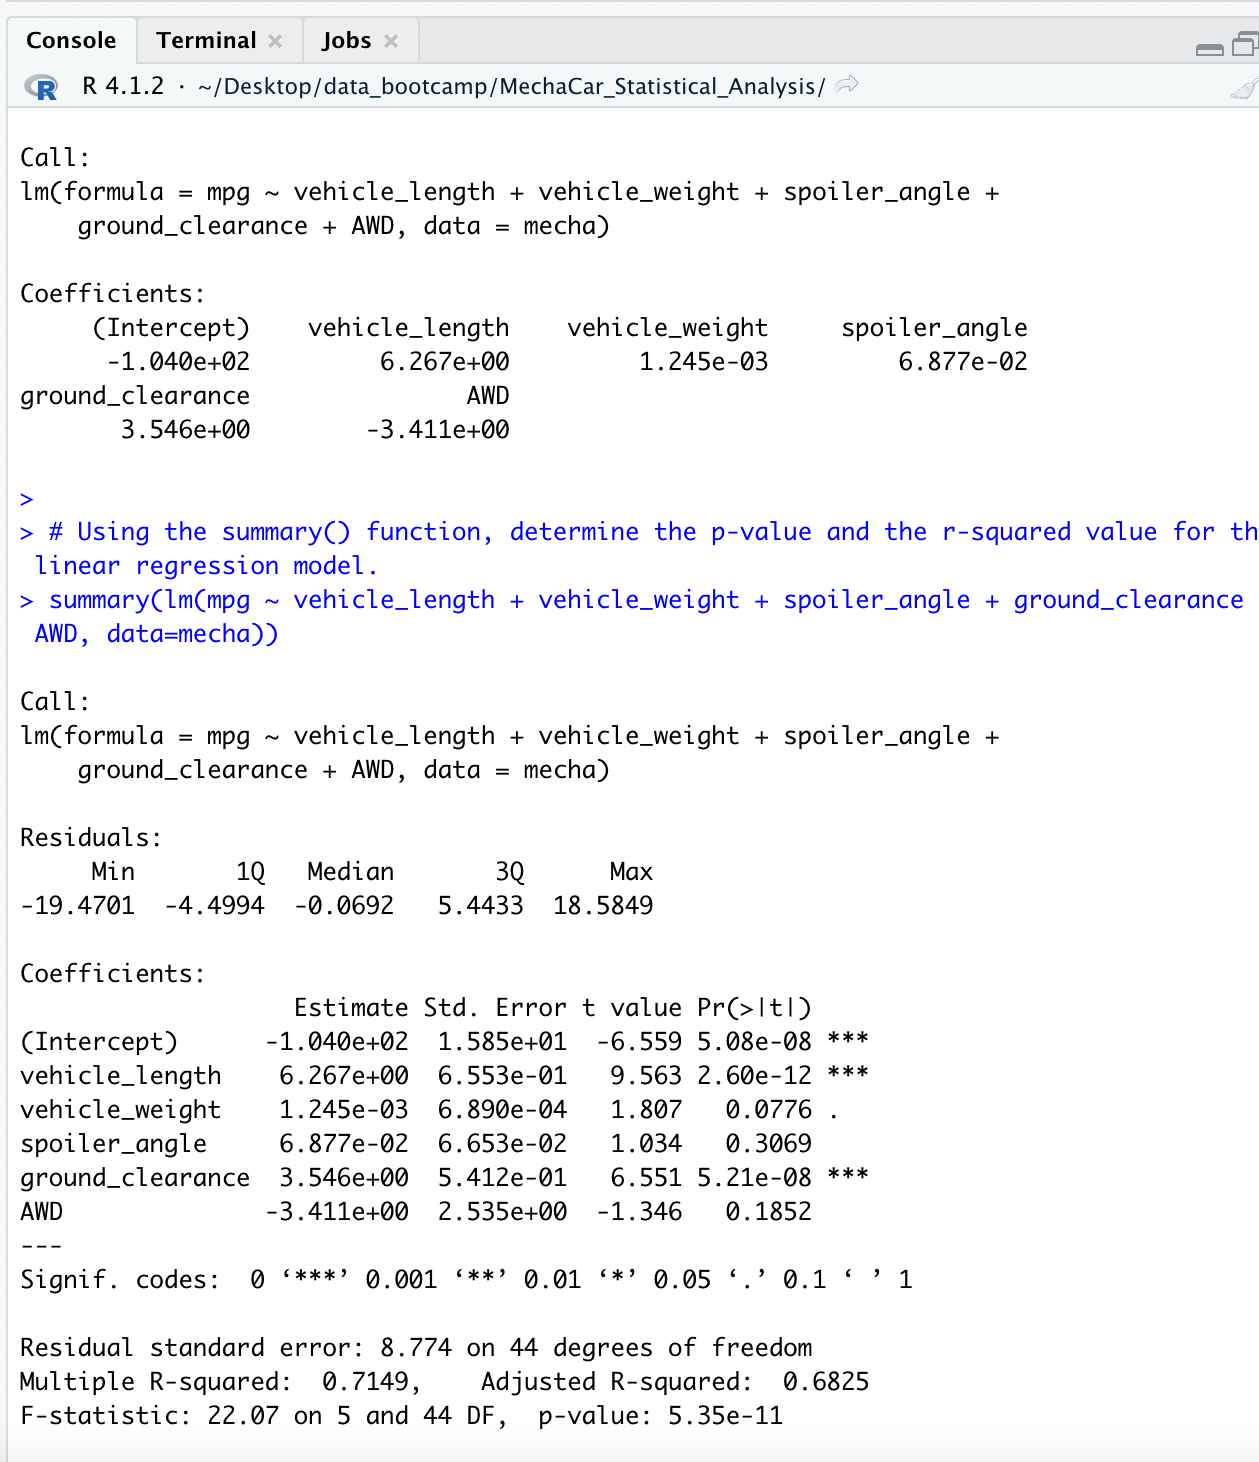 Console Terminal Jobs
R 4.1.2 · ~/Desktop/data_bootcamp/MechaCar_Statistical_Analysis/
Call:
lm(formula = mpg ~ vehicle_length + vehicle_weight + spoiler_angle +
    ground_clearance + AWD, data = mecha)
Coefficients:
     (Intercept)    vehicle_length    vehicle_weight     spoiler_angle
      -1.040e+02         6.267e+00         1.245e-03         6.877e-02
ground_clearance               AWD
       3.546e+00        -3.411e+00
>
> # Using the summary() function, determine the p-value and the r-squared value for th
 linear regression model.
> summary(lm(mpg ~ vehicle_length + vehicle_weight + spoiler_angle + ground_clearance
 AWD, data=mecha))
Call:
lm(formula = mpg ~ vehicle_length + vehicle_weight + spoiler_angle +
    ground_clearance + AWD, data = mecha)
Residuals:
     Min       1Q   Median       3Q      Max
-19.4701  -4.4994  -0.0692   5.4433  18.5849
Coefficients:
                   Estimate Std. Error t value Pr(>|t|)
(Intercept)      -1.040e+02  1.585e+01  -6.559 5.08e-08 ***
vehicle_length    6.267e+00  6.553e-01   9.563 2.60e-12 ***
vehicle_weight    1.245e-03  6.890e-04   1.807   0.0776 .
spoiler_angle     6.877e-02  6.653e-02   1.034   0.3069
ground_clearance  3.546e+00  5.412e-01   6.551 5.21e-08 ***
AWD              -3.411e+00  2.535e+00  -1.346   0.1852
---
Signif. codes:  0 ‘***’ 0.001 ‘**’ 0.01 ‘*’ 0.05 ‘.’ 0.1 ‘ ’ 1
Residual standard error: 8.774 on 44 degrees of freedom
Multiple R-squared:  0.7149,    Adjusted R-squared:  0.6825
F-statistic: 22.07 on 5 and 44 DF,  p-value: 5.35e-11